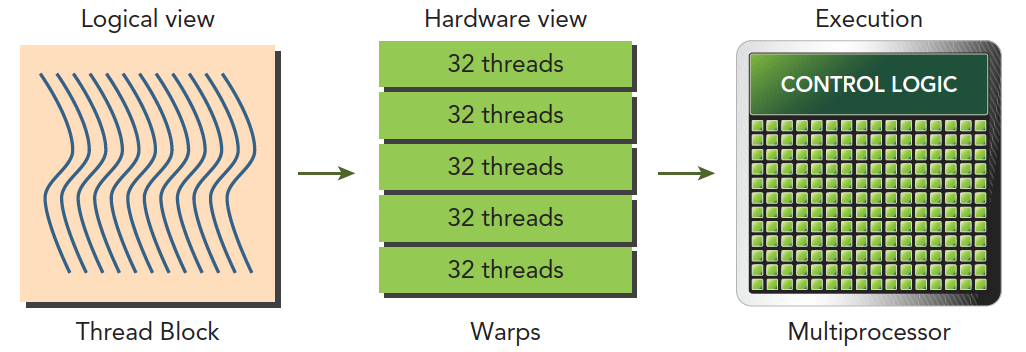 Logical view
Hardware view
Execution
32 threads
32 threads
32 threads
32 threads
32 threads
CONTROL LOGIC
Thread Block
Warps
Multiprocessor